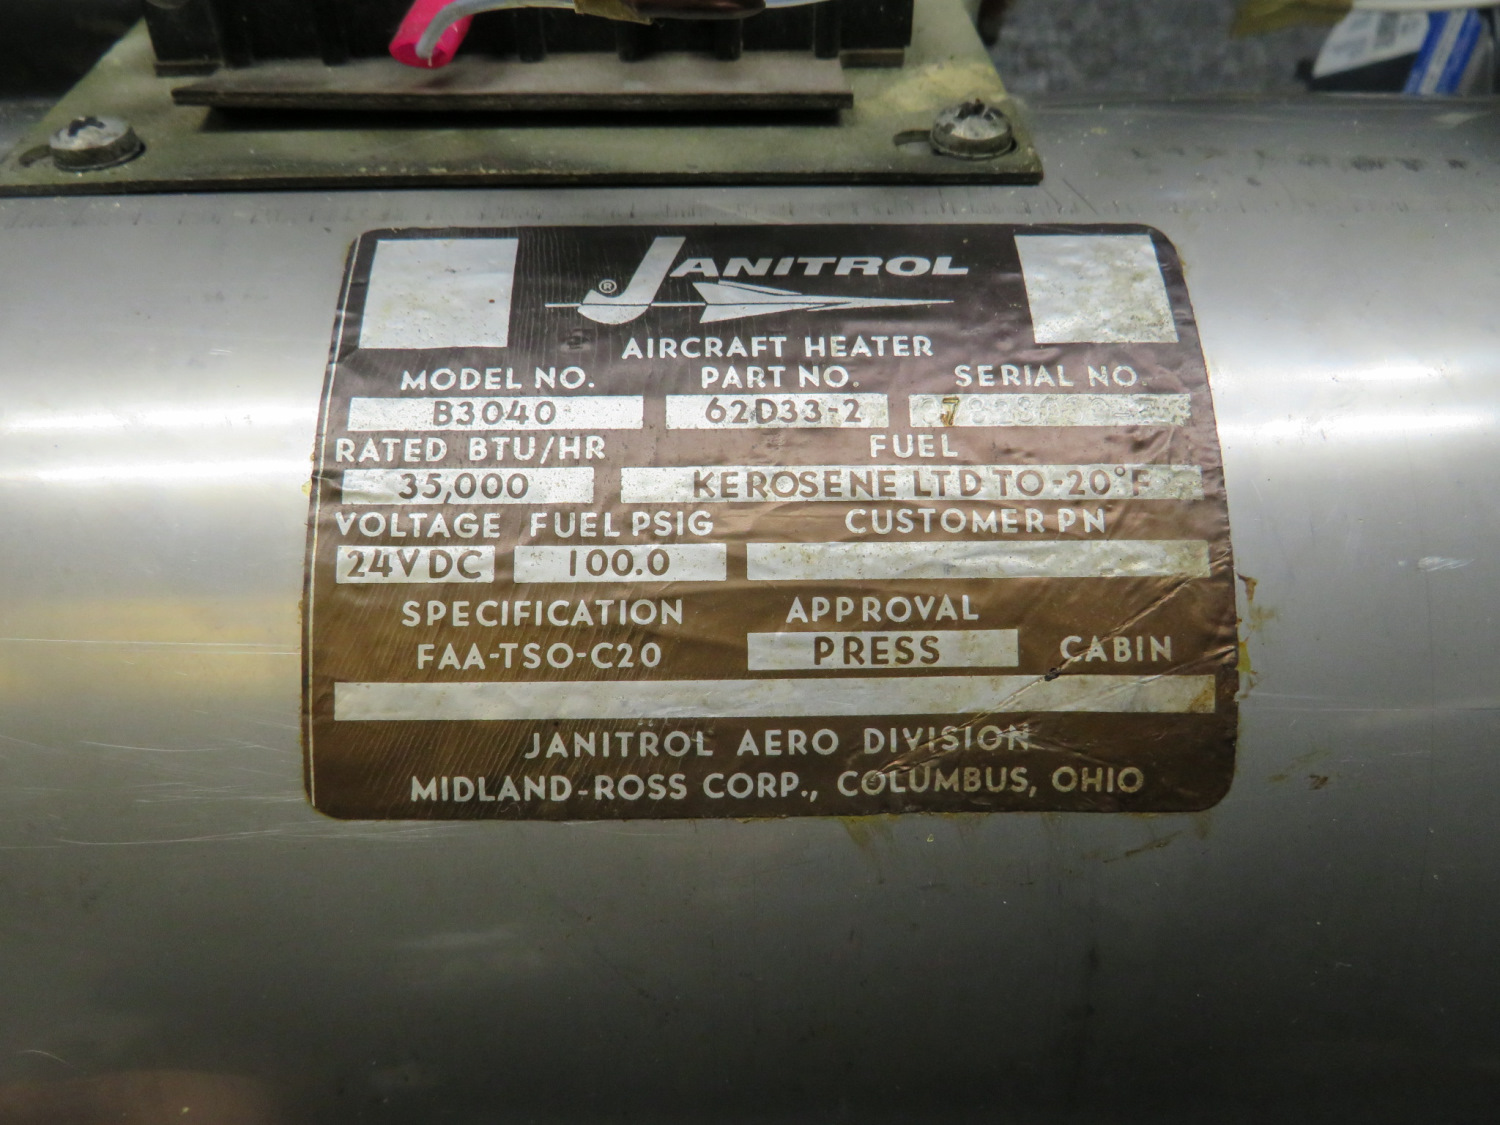 JANITROL
®
AIRCRAFT HEATER
MODEL NO. PART NO. SERIAL NO.
B3040 62D33-2
RATED BTU/HR FUEL
35,000 KEROSENE LTD TO -20°F
VOLTAGE FUEL PSIG CUSTOMER PN
24VDC 100.0
SPECIFICATION APPROVAL
FAA-TSO-C20 PRESS CABIN
JANITROL AERO DIVISION
MIDLAND-ROSS CORP., COLUMBUS, OHIO